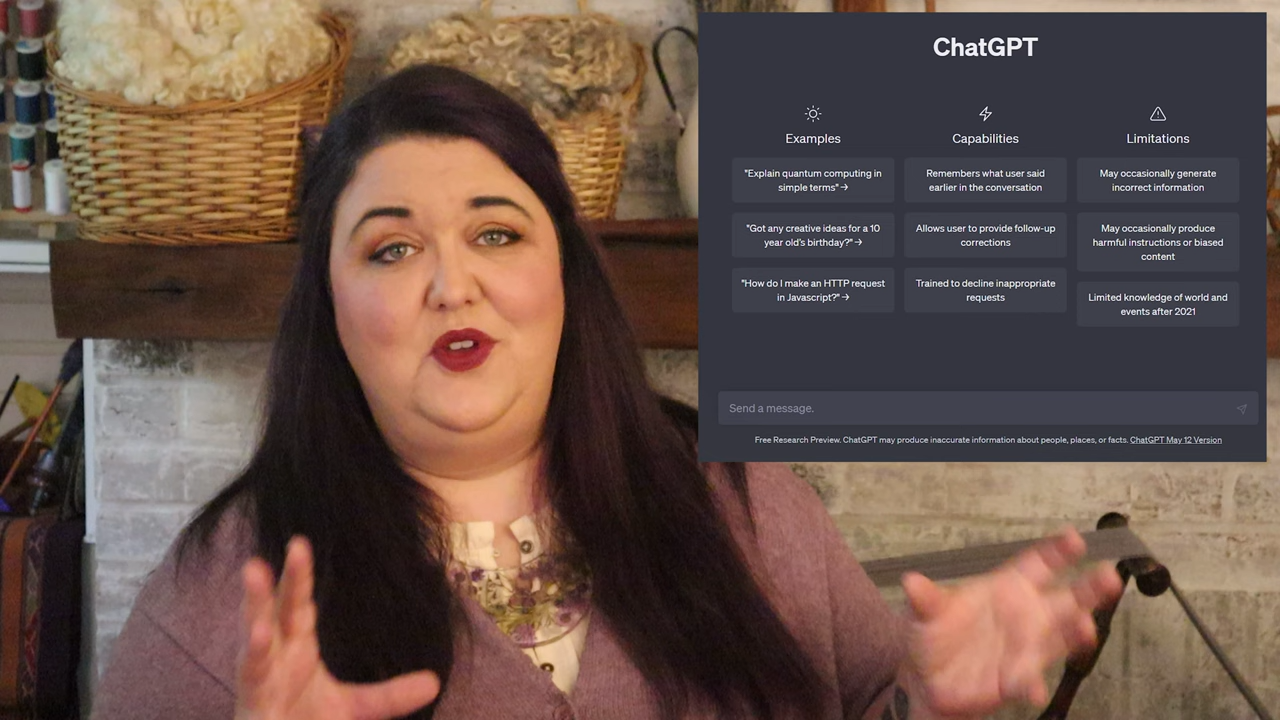 ChatGPT
Examples
Capabilities
Limitations
"Explain quantum computing in
simple terms" →
Remembers what user said
earlier in the conversation
May occasionally generate
incorrect information
"Got any creative ideas for a 10
year old's birthday?" →
Allows user to provide follow-up
corrections
May occasionally produce
harmful instructions or biased
content
"How do I make an HTTP request
in Javascript?" →
Trained to decline inappropriate
requests
Limited knowledge of world and
events after 2021
Send a message.
Free Research Preview. ChatGPT may produce inaccurate information about people, places, or facts. ChatGPT May 12 Version